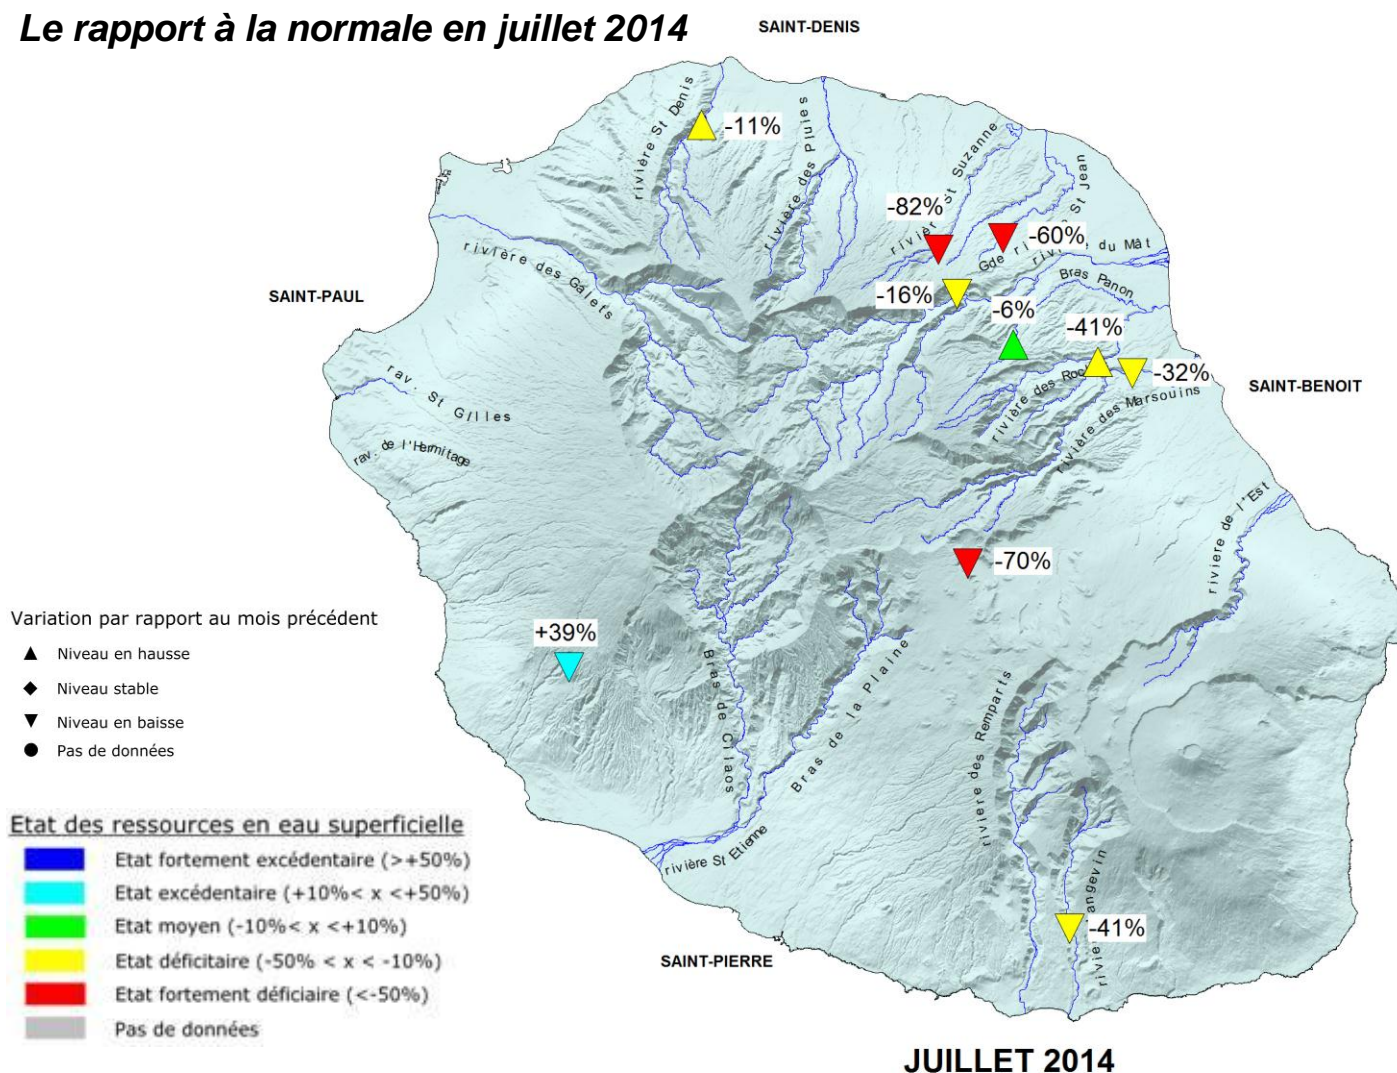 Le rapport à la normale en juillet 2014
SAINT-DENIS
rivière St Denis
-11%
rivière des Pluies
rivière St Suzanne
-82%
-60%
Gde rivière St Jean
rivière du Mât
rivière des Galets
SAINT-PAUL
-16%
Bras Panon
-6%
-41%
-32%
SAINT-BENOIT
rivière des Roc
rivière des Marsouins
rav. St Gilles
rav. de l'Hermitage
riviere de l'Est
-70%
Variation par rapport au mois précédent
Niveau en hausse
Niveau stable
Niveau en baisse
Pas de données
+39%
Bras de Cilaos
Bras de la Plaine
riviere des Remparts
rivière St Etienne
Etat des ressources en eau superficielle
Etat fortement excédentaire (>+50%)
Etat excédentaire (+10%< x <+50%)
Etat moyen (-10%< x <+10%)
Etat déficitaire (-50% < x < -10%)
Etat fortement déficiaire (<-50%)
Pas de données
-41%
SAINT-PIERRE
JUILLET 2014